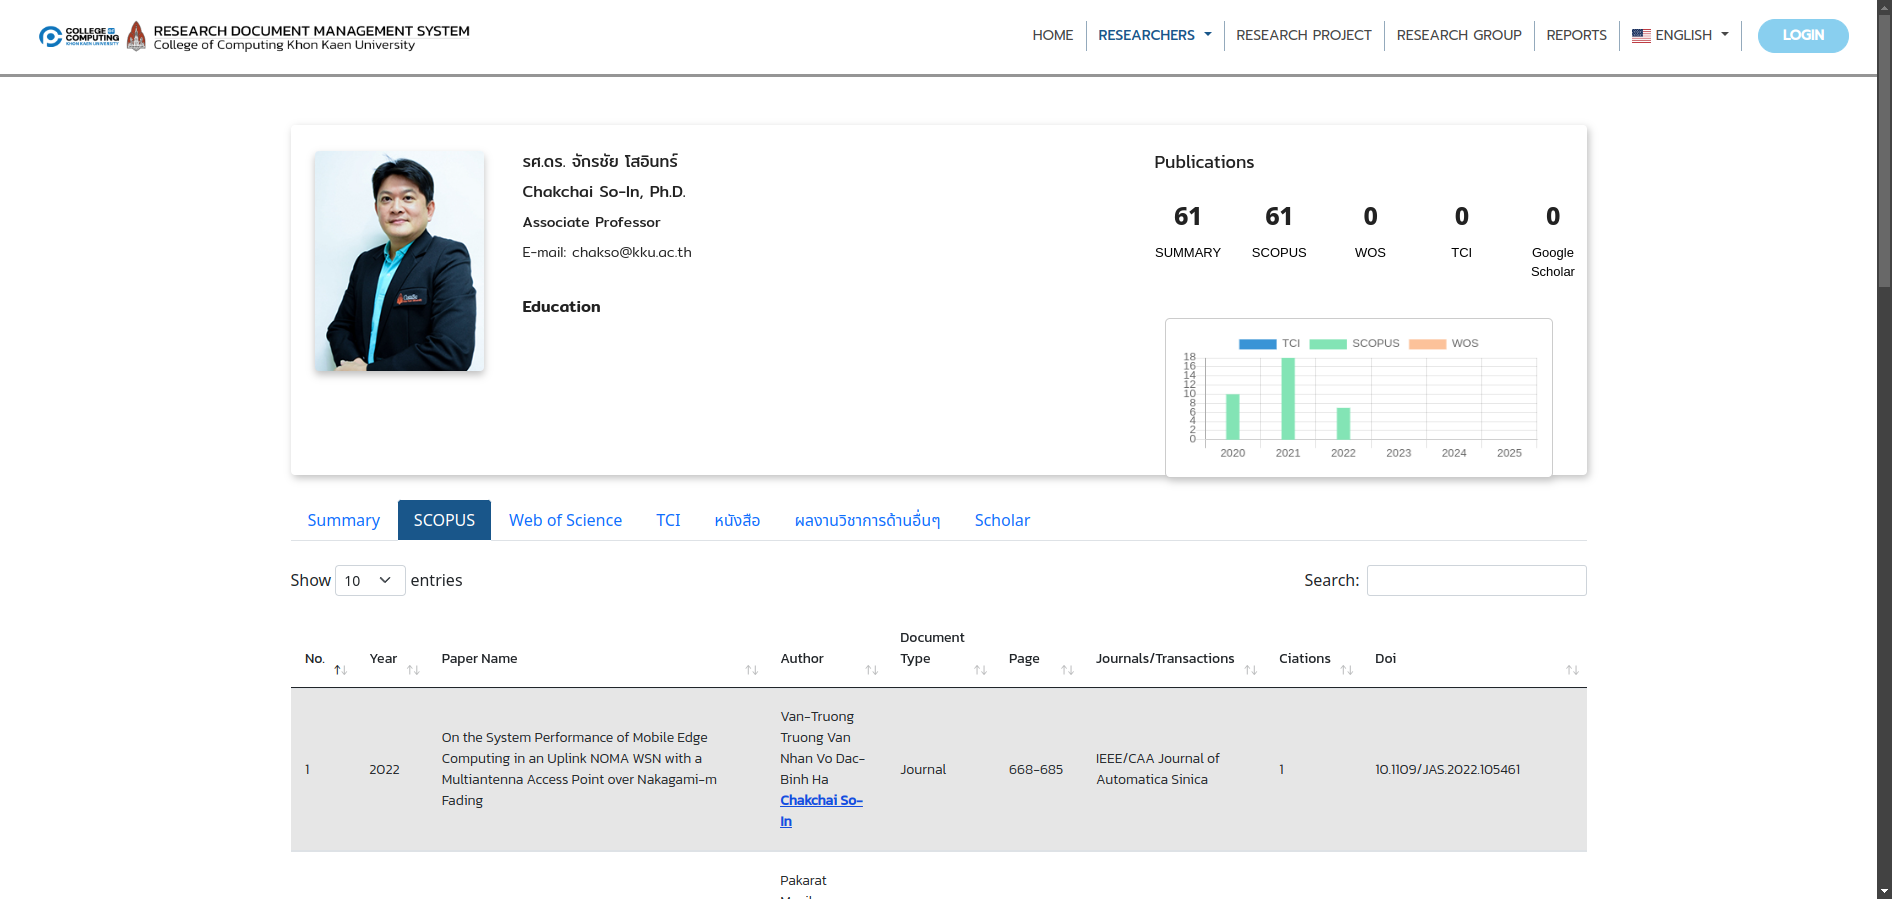 COLLEGE OF
COMPUTING
KHON KAEN UNIVERSITY
RESEARCH DOCUMENT MANAGEMENT SYSTEM
College of Computing Khon Kaen University
HOME
RESEARCHERS
RESEARCH PROJECT
RESEARCH GROUP
REPORTS
ENGLISH
LOGIN
รศ.ดร. จักรชัย โสอินทร์
Chakchai So-In, Ph.D.
Associate Professor
E-mail: chakso@kku.ac.th
Education
Publications
61 61 0 0 0
SUMMARY SCOPUS WOS TCI Google
Scholar
TCI SCOPUS WOS
18
16
14
12
10
8
6
4
2
0
2020 2021 2022 2023 2024 2025
Summary SCOPUS Web of Science TCI หนังสือ ผลงานวิชาการด้านอื่นๆ Scholar
Show 10 entries
Search:
No. Year Paper Name Author Document
Type Page Journals/Transactions Ciations Doi
1
2022
On the System Performance of Mobile Edge
Computing in an Uplink NOMA WSN with a
Multiantenna Access Point over Nakagami-m
Fading
Van-Truong
Truong Van
Nhan Vo Dac-
Binh Ha
Chakchai So-
In
Journal
668-685
IEEE/CAA Journal of
Automatica Sinica
1
10.1109/JAS.2022.105461
Pakarat